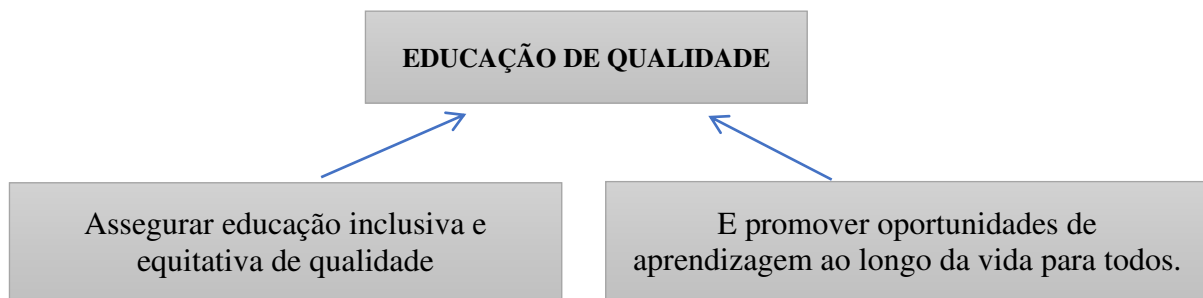 EDUCAÇÃO DE QUALIDADE
Assegurar educação inclusiva e
equitativa de qualidade
E promover oportunidades de
aprendizagem ao longo da vida para todos.